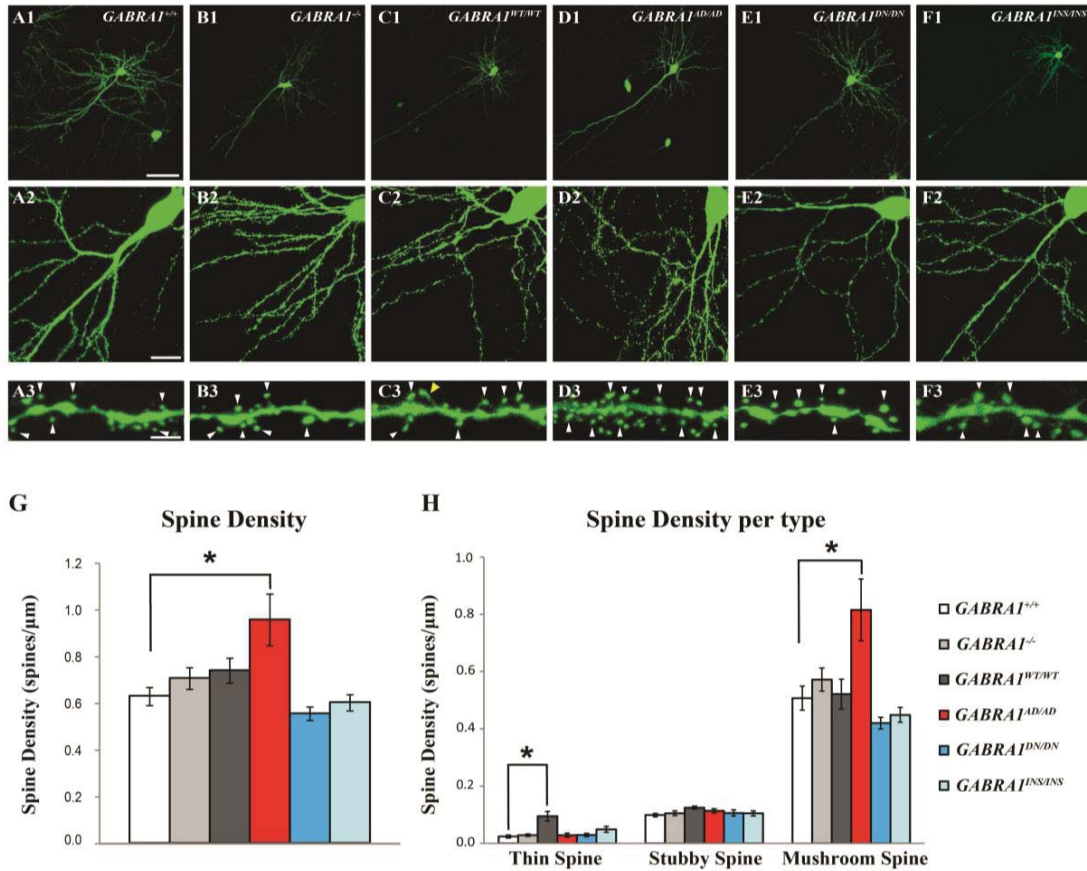 A1 GABRA1+/+
B1 GABRA1-/-
C1 GABRA1WT/WT
D1 GABRA1AD/AD
E1 GABRA1DN/DN
F1 GABRA1INS/INS
A2
B2
C2
D2
E2
F2
A3
B3
C3
D3
E3
F3
G
Spine Density
*
Spine Density (spines/µm)
1.2
1.0
0.8
0.6
0.4
0.2
0.0
H
Spine Density per type
*
*
Spine Density (spines/µm)
1.0
0.8
0.6
0.4
0.2
0.0
Thin Spine
Stubby Spine
Mushroom Spine
GABRA1+/+
GABRA1-/-
GABRA1WT/WT
GABRA1AD/AD
GABRA1DN/DN
GABRA1INS/INS